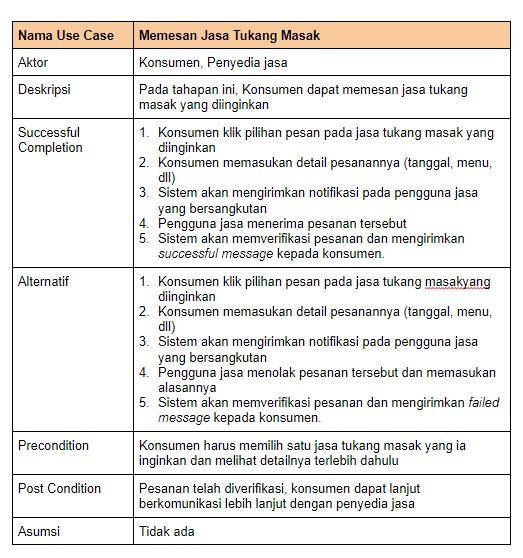 Nama Use Case Memesan Jasa Tukang Masak
Aktor Konsumen, Penyedia jasa
Deskripsi Pada tahapan ini, Konsumen dapat memesan jasa tukang
masak yang diinginkan
Successful Completion
1. Konsumen klik pilihan pesan pada jasa tukang masak yang
diinginkan
2. Konsumen memasukan detail pesanannya (tanggal, menu,
dll)
3. Sistem akan mengirimkan notifikasi pada pengguna jasa
yang bersangkutan
4. Pengguna jasa menerima pesanan tersebut
5. Sistem akan memverifikasi pesanan dan mengirimkan
successful message kepada konsumen.
Alternatif
1. Konsumen klik pilihan pesan pada jasa tukang masakyang
diinginkan
2. Konsumen memasukan detail pesanannya (tanggal, menu,
dll)
3. Sistem akan mengirimkan notifikasi pada pengguna jasa
yang bersangkutan
4. Pengguna jasa menolak pesanan tersebut dan memasukan
alasannya
5. Sistem akan memverifikasi pesanan dan mengirimkan failed
message kepada konsumen.
Precondition Konsumen harus memilih satu jasa tukang masak yang ia
inginkan dan melihat detailnya terlebih dahulu
Post Condition Pesanan telah diverifikasi, konsumen dapat lanjut
berkomunikasi lebih lanjut dengan penyedia jasa
Asumsi Tidak ada